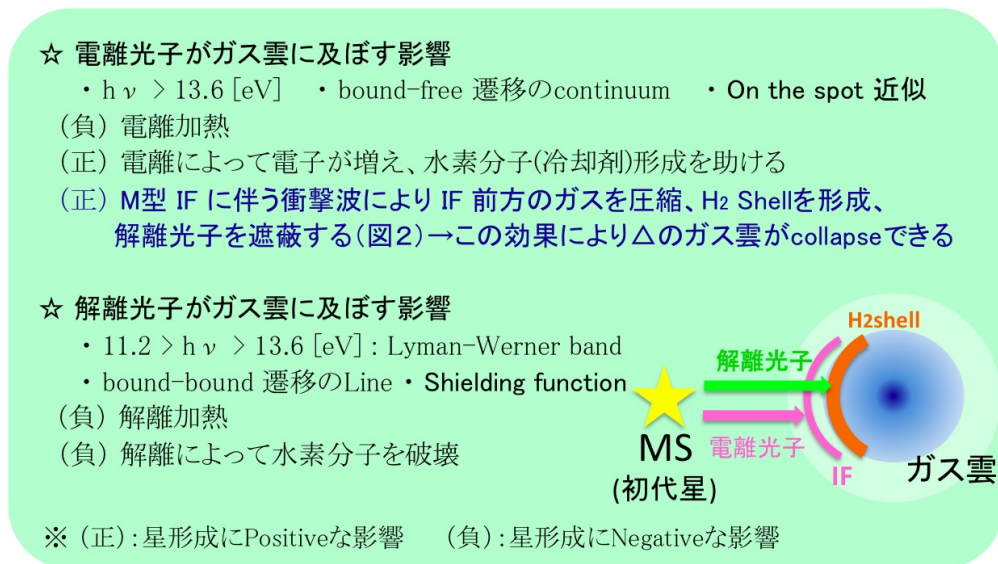 ☆ 電離光子がガス雲に及ぼす影響
・hν > 13.6 [eV] ・bound-free 遷移のcontinuum ・On the spot 近似
(負) 電離加熱
(正) 電離によって電子が増え、水素分子(冷却剤)形成を助ける
(正) M型 IF に伴う衝撃波により IF 前方のガスを圧縮、H2 Shellを形成、
解離光子を遮蔽する(図2)→この効果により△のガス雲がcollapseできる
☆ 解離光子がガス雲に及ぼす影響
・11.2 > hν > 13.6 [eV] : Lyman-Werner band
・bound-bound 遷移のLine ・Shielding function
(負) 解離加熱
(負) 解離によって水素分子を破壊
H2shell
解離光子
電離光子
MS
(初代星)
IF
ガス雲
※ (正):星形成にPositiveな影響 (負):星形成にNegativeな影響